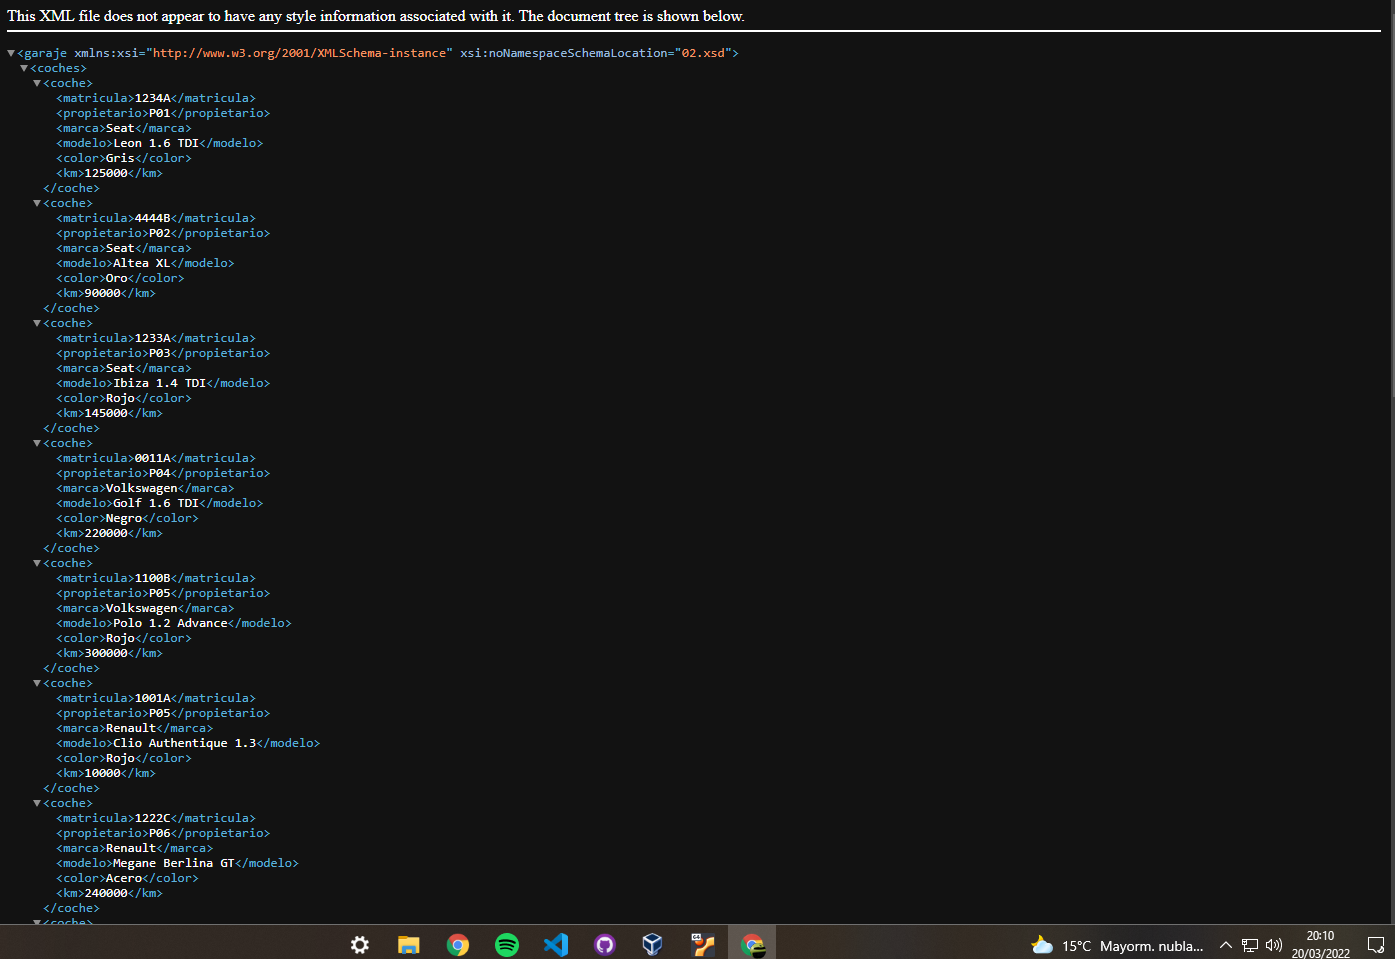 This XML file does not appear to have any style information associated with it. The document tree is shown below.
▼<garaje xmlns:xsi="http://www.w3.org/2001/XMLSchema-instance" xsi:noNamespaceSchemaLocation="02.xsd">
▼<coches>
▼<coche>
<matricula>1234A</matricula>
<propietario>P01</propietario>
<marca>Seat</marca>
<modelo>Leon 1.6 TDI</modelo>
<color>Gris</color>
<km>125000</km>
</coche>
▼<coche>
<matricula>4444B</matricula>
<propietario>P02</propietario>
<marca>Seat</marca>
<modelo>Altea XL</modelo>
<color>Oro</color>
<km>90000</km>
</coche>
▼<coche>
<matricula>1233A</matricula>
<propietario>P03</propietario>
<marca>Seat</marca>
<modelo>Ibiza 1.4 TDI</modelo>
<color>Rojo</color>
<km>145000</km>
</coche>
▼<coche>
<matricula>0011A</matricula>
<propietario>P04</propietario>
<marca>Volkswagen</marca>
<modelo>Golf 1.6 TDI</modelo>
<color>Negro</color>
<km>220000</km>
</coche>
▼<coche>
<matricula>1100B</matricula>
<propietario>P05</propietario>
<marca>Volkswagen</marca>
<modelo>Polo 1.2 Advance</modelo>
<color>Rojo</color>
<km>300000</km>
</coche>
▼<coche>
<matricula>1001A</matricula>
<propietario>P05</propietario>
<marca>Renault</marca>
<modelo>Clio Authentique 1.3</modelo>
<color>Rojo</color>
<km>10000</km>
</coche>
▼<coche>
<matricula>1222C</matricula>
<propietario>P06</propietario>
<marca>Renault</marca>
<modelo>Megane Berlina GT</modelo>
<color>Acero</color>
<km>240000</km>
</coche>
▼<coche>
64
15°C Mayorm. nubla...
20:10
20/03/2022